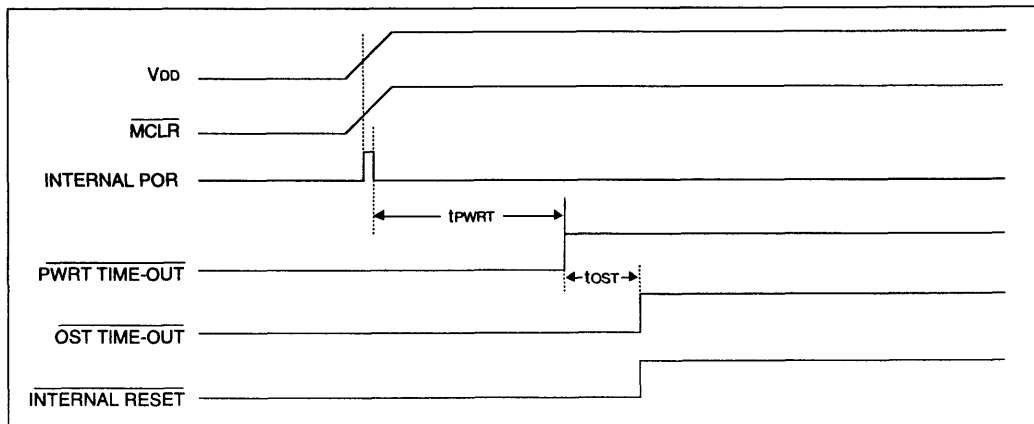 VDD
MCLR
INTERNAL POR
tPWRT
PWRT TIME-OUT
tOST
OST TIME-OUT
INTERNAL RESET